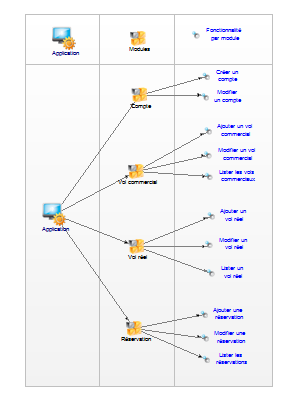 Application
Modules
Fonctionnalité
par module
Créer un
compte
Modifier
un compte
Compte
Ajouter un vol
commercial
Modifier un vol
commercial
Lister les vols
commerciaux
Vol commercial
Application
Ajouter un
vol réel
Modifier un
vol réel
Lister un
vol réel
Vol réel
Ajouter une
réservation
Modifier une
réservation
Lister les
réservations
Réservation